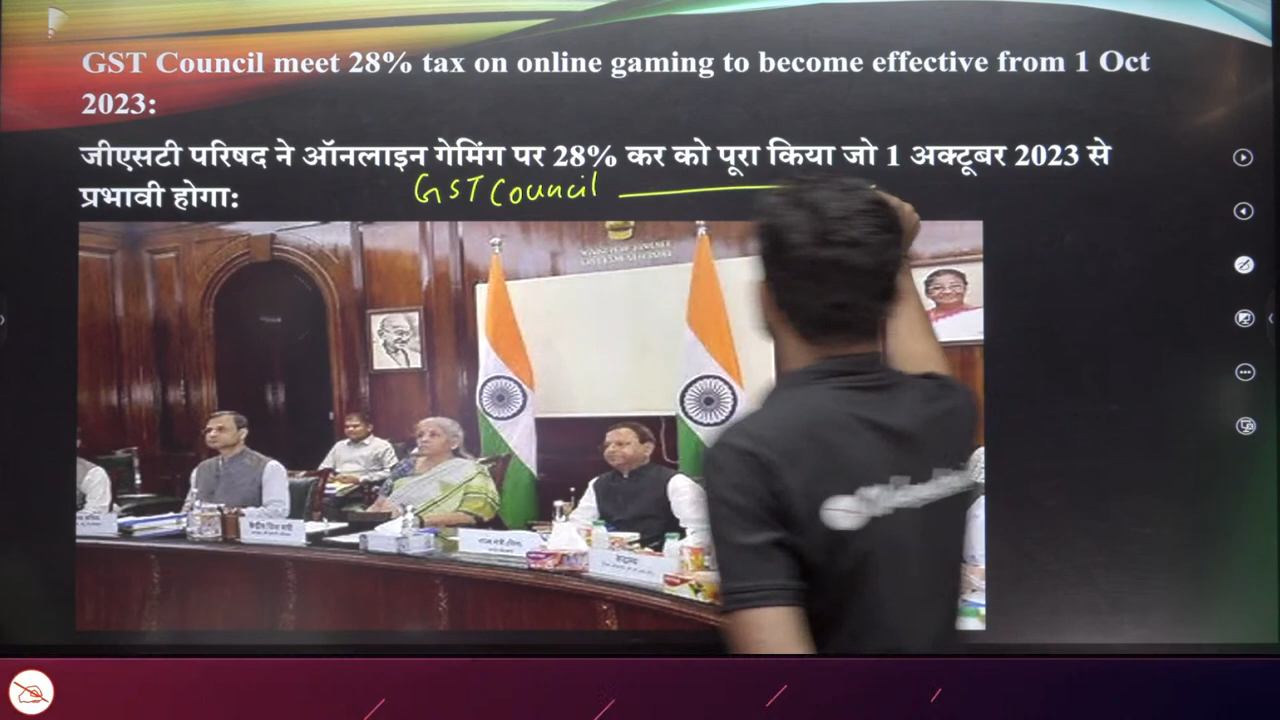 GST Council meet 28% tax on online gaming to become effective from 1 Oct
2023:
जीएसटी परिषद ने ऑनलाइन गेमिंग पर 28% कर को पूरा किया जो 1 अक्टूबर 2023 से
प्रभावी होगा:
GST Council
केंद्रीय वित्त मंत्री
राज्य मंत्री (वित्त)